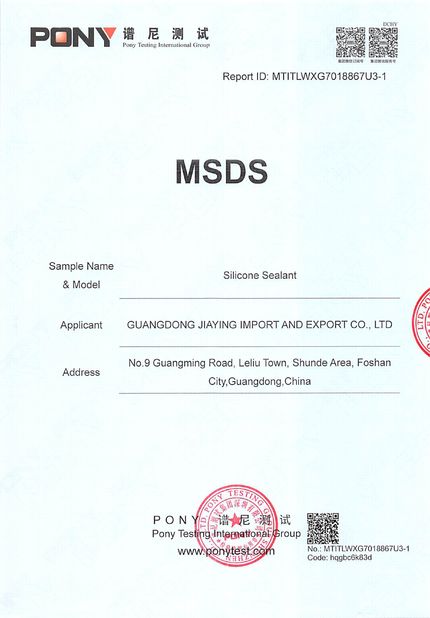 PONY 谱尼测试
Pony Testing International Group
DCHY
Report ID: MTITLWXG7018867U3-1
MSDS
Sample Name
& Model
Silicone Sealant
Applicant
GUANGDONG JIAYING IMPORT AND EXPORT CO., LTD
Address
No.9 Guangming Road, Leliu Town, Shunde Area, Foshan
City,Guangdong,China
PONY 谱尼测试
Pony Testing International Group
www.ponytest.com
No.: MTITLWXG7018867U3-1
Code: hqgbc6k83d